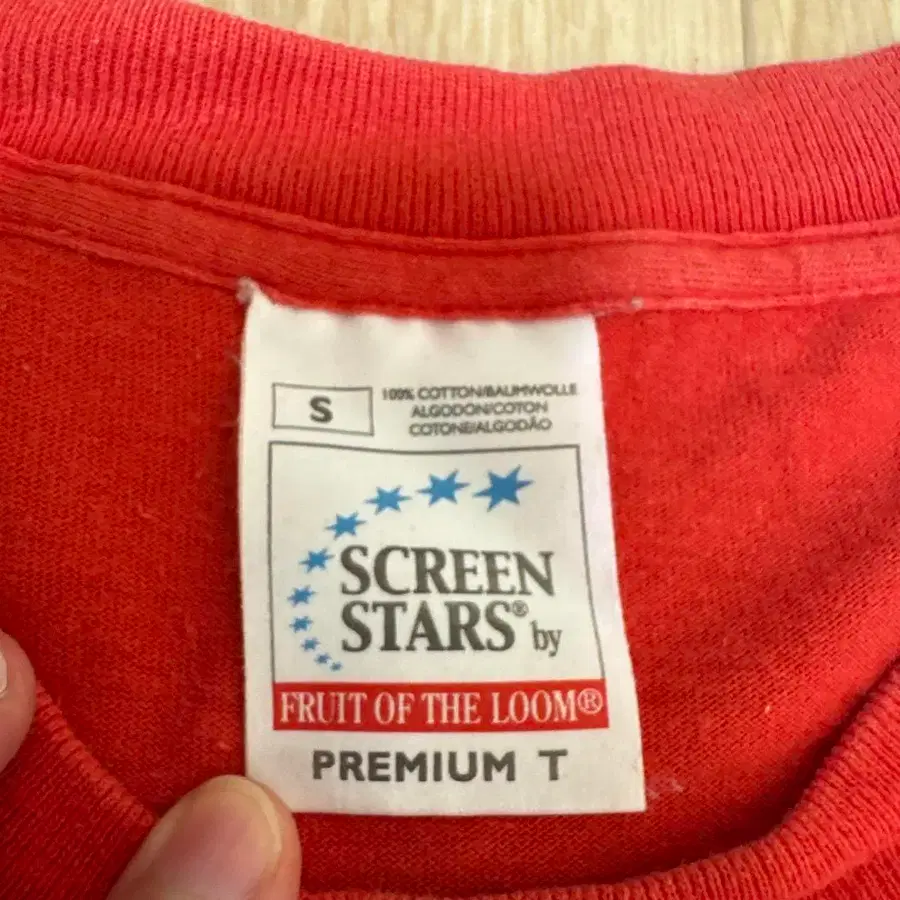 S
100% COTTON/BAUMWOLLE
ALGODON/COTON
COTONE/ALGODÃO
SCREEN
STARS® by
FRUIT OF THE LOOM®
PREMIUM T